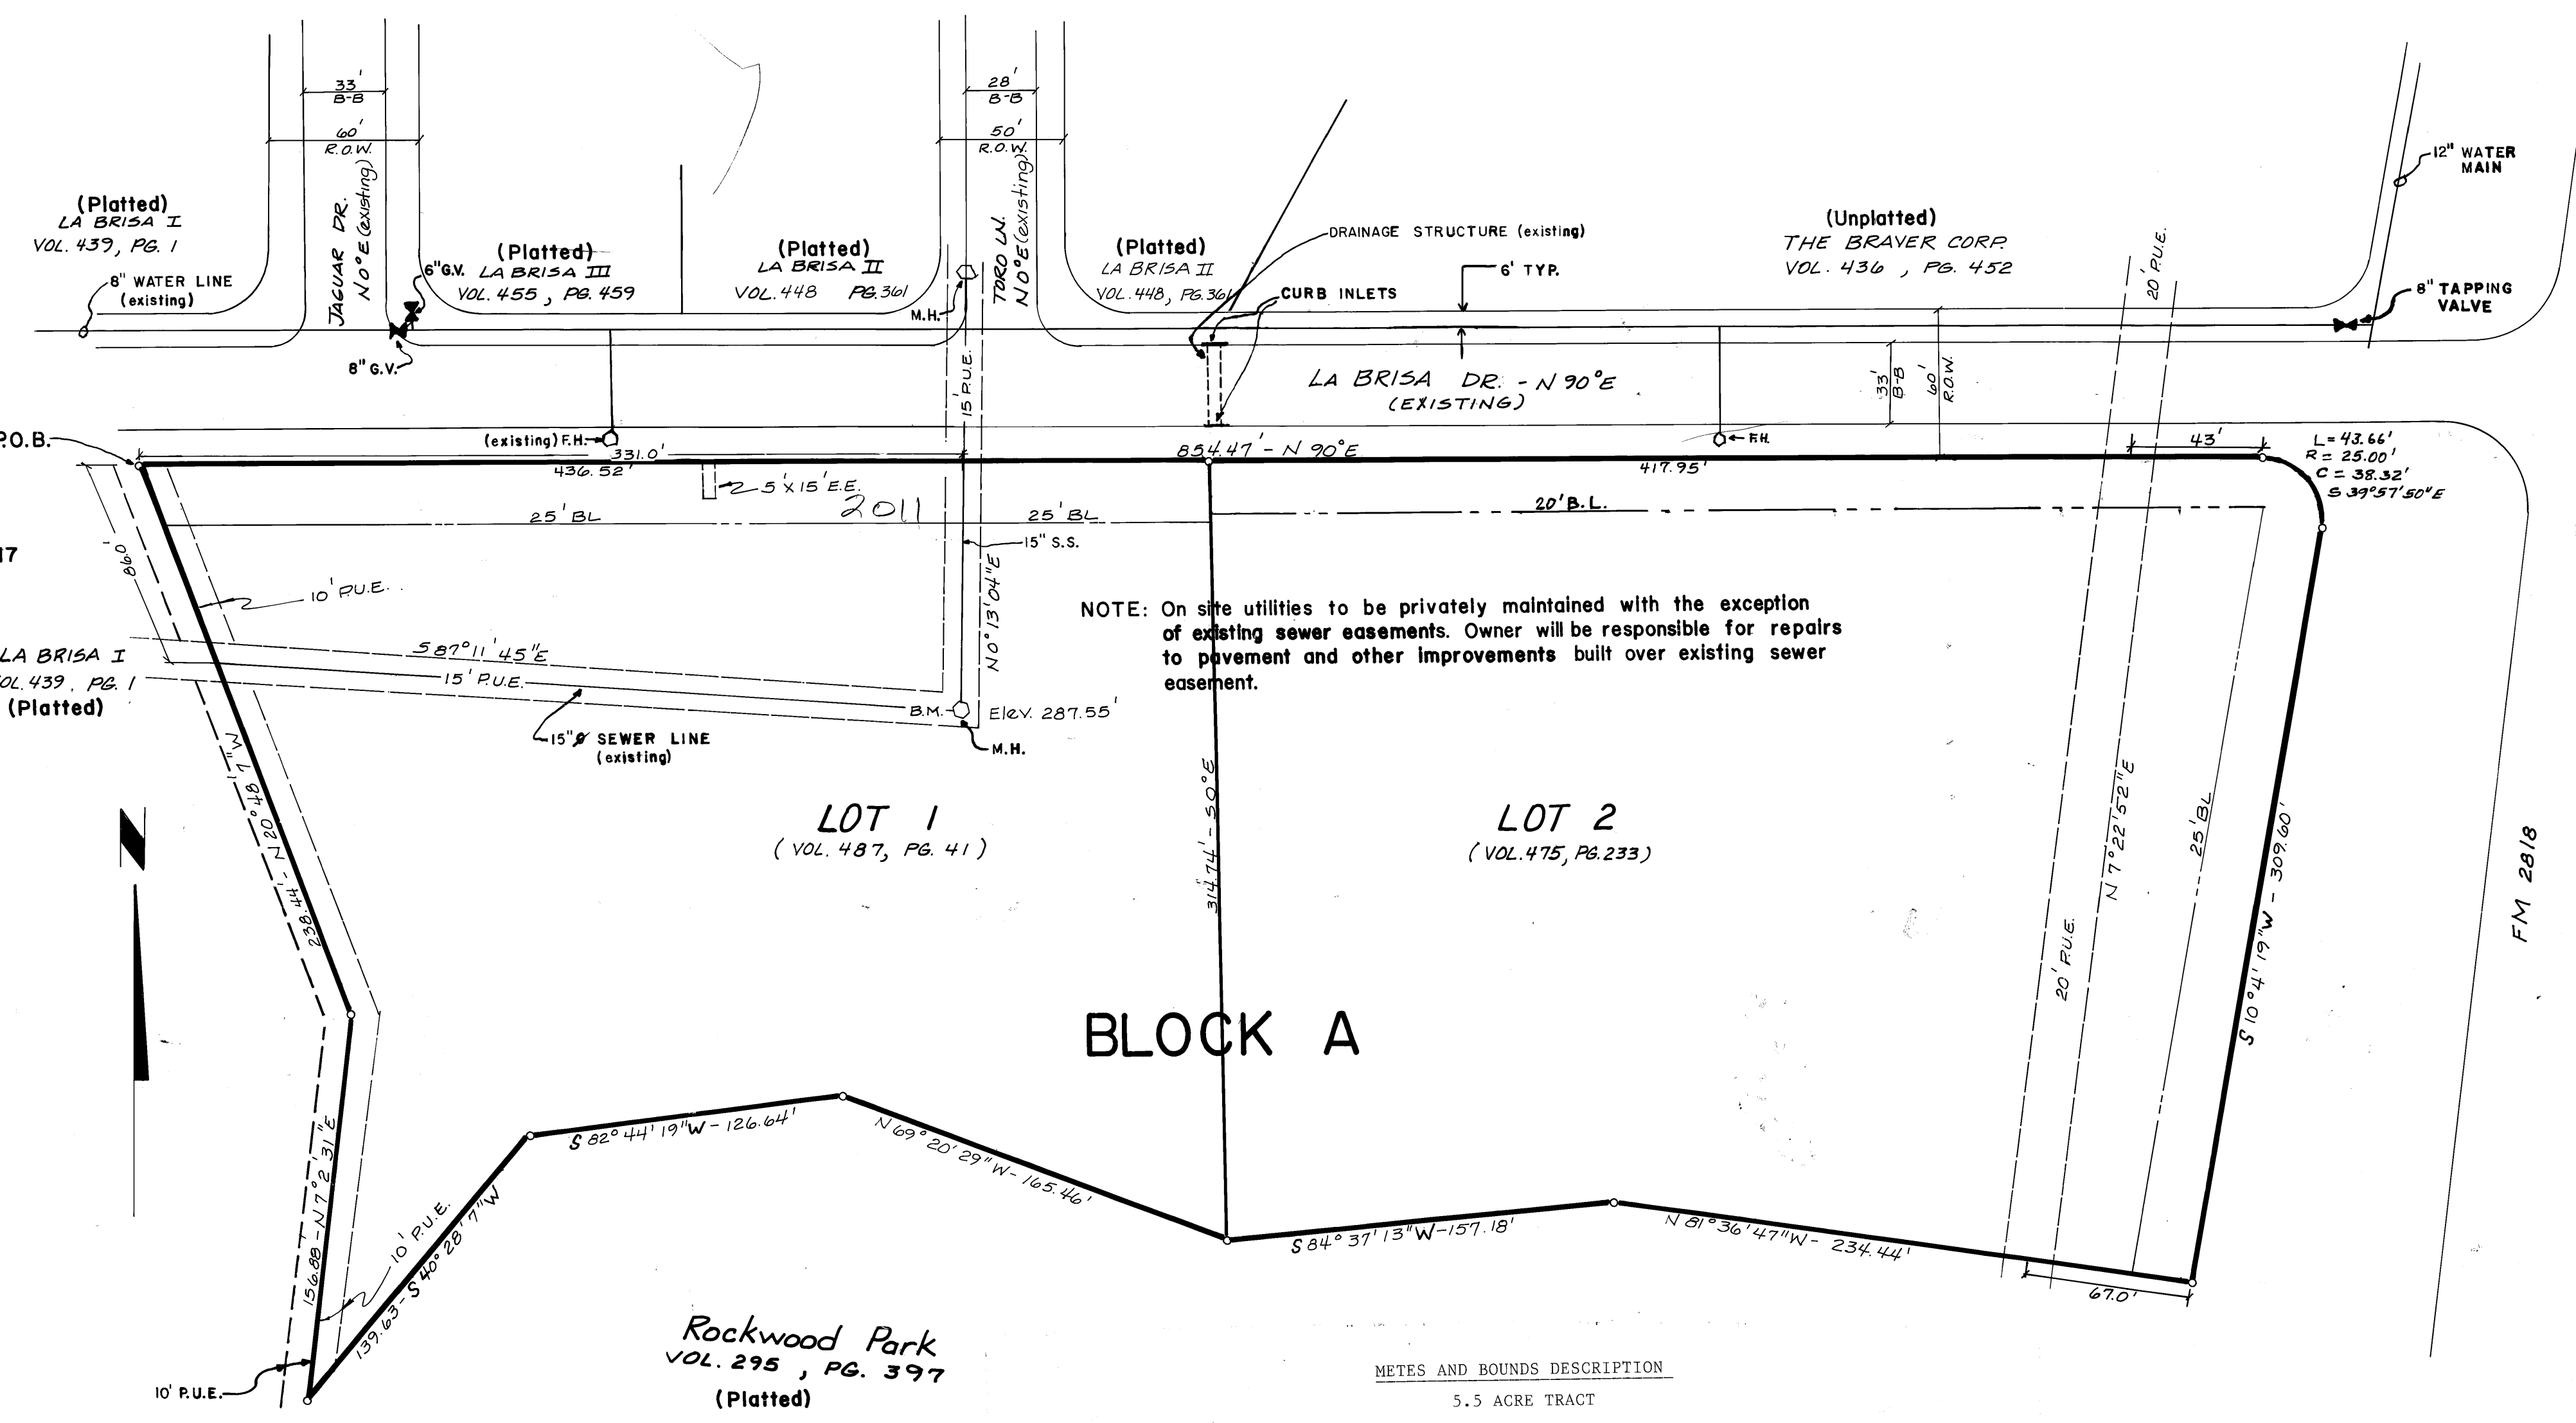 33'
B-B
60'
R.O.W.
JAGUAR DR.
N 0° E (existing)
28'
B-B
50'
R.O.W.
TORO LN.
N 0° E (existing)
12" WATER
MAIN
(Platted)
LA BRISA I
VOL. 439, PG. 1
8" WATER LINE
(existing)
6" G.V.
8" G.V.
(Platted)
LA BRISA III
VOL. 455, PG. 459
(Platted)
LA BRISA II
VOL. 448 PG. 361
M.H.
(Platted)
LA BRISA II
VOL. 448, PG. 361
DRAINAGE STRUCTURE (existing)
CURB INLETS
6' TYP.
(Unplatted)
THE BRAVER CORP.
VOL. 436, PG. 452
20' P.U.E.
8" TAPPING
VALVE
15' P.U.E.
LA BRISA DR. - N 90° E
(EXISTING)
33'
B-B
60'
R.O.W.
P.O.B.
(existing) F.H.
F.H.
331.0'
854.47' - N 90° E
43'
L = 43.66'
R = 25.00'
C = 38.32'
S 39° 57' 50" E
436.52'
417.95'
5' X 15' E.E.
2011
25' BL
25' BL
20' B.L.
15" S.S.
86.0'
17
10' P.U.E.
N 0° 13' 04" E
NOTE: On site utilities to be privately maintained with the exception
of existing sewer easements. Owner will be responsible for repairs
to pavement and other improvements built over existing sewer
easement.
LA BRISA I
VOL. 439, PG. 1
(Platted)
S 87° 11' 45" E
15' P.U.E.
B.M.
Elev. 287.55'
M.H.
15"ø SEWER LINE
(existing)
N
238.44' - N 20° 48' 7" W
314.74' - S 0° E
LOT 1
(VOL. 487, PG. 41)
LOT 2
(VOL. 475, PG. 233)
N 7° 22' 52" E
20' P.U.E.
25' BL
S 10° 4' 19" W - 309.60'
FM 2818
BLOCK A
S 82° 44' 19" W - 126.64'
N 69° 20' 29" W - 165.46'
S 84° 37' 13" W - 157.18'
N 81° 36' 47" W - 234.44'
67.0'
156.88' - N 7° 2' 31" E
10' P.U.E.
139.63 - S 40° 28' 7" W
10' P.U.E.
Rockwood Park
VOL. 295, PG. 397
(Platted)
METES AND BOUNDS DESCRIPTION
5.5 ACRE TRACT